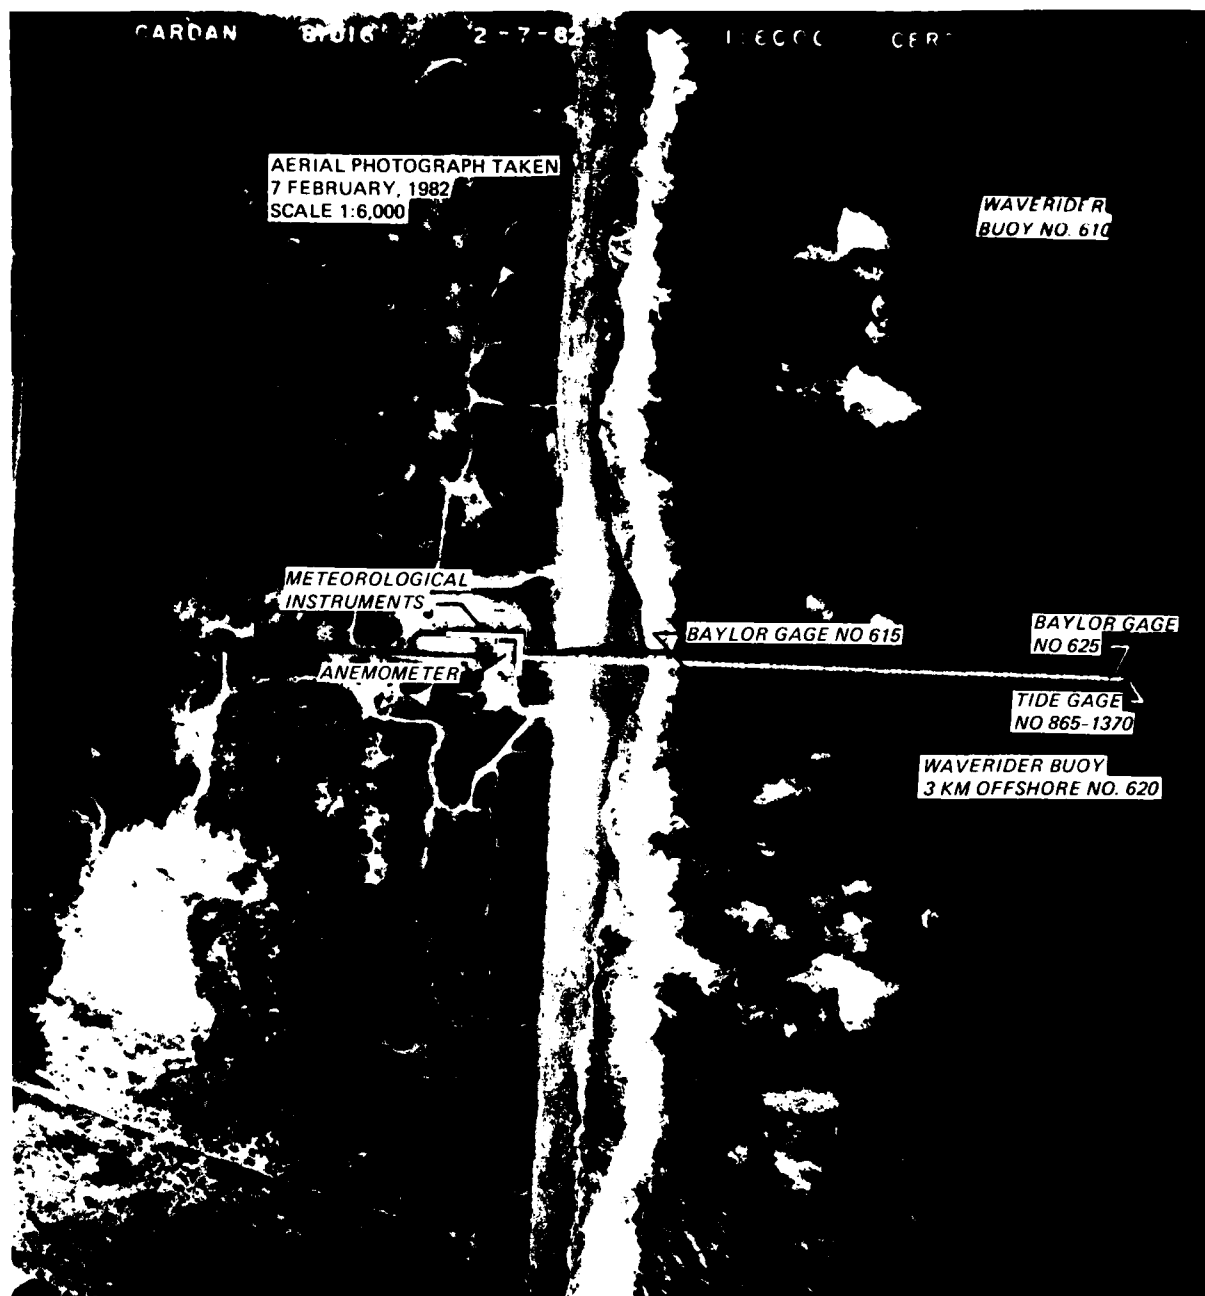 CARDAN 2-7-82
AERIAL PHOTOGRAPH TAKEN
7 FEBRUARY, 1982
SCALE 1:6,000
WAVERIDER
BUOY NO. 610
METEOROLOGICAL
INSTRUMENTS
BAYLOR GAGE NO 615
BAYLOR GAGE
NO 625
ANEMOMETER
TIDE GAGE
NO 865-1370
WAVERIDER BUOY
3 KM OFFSHORE NO. 620